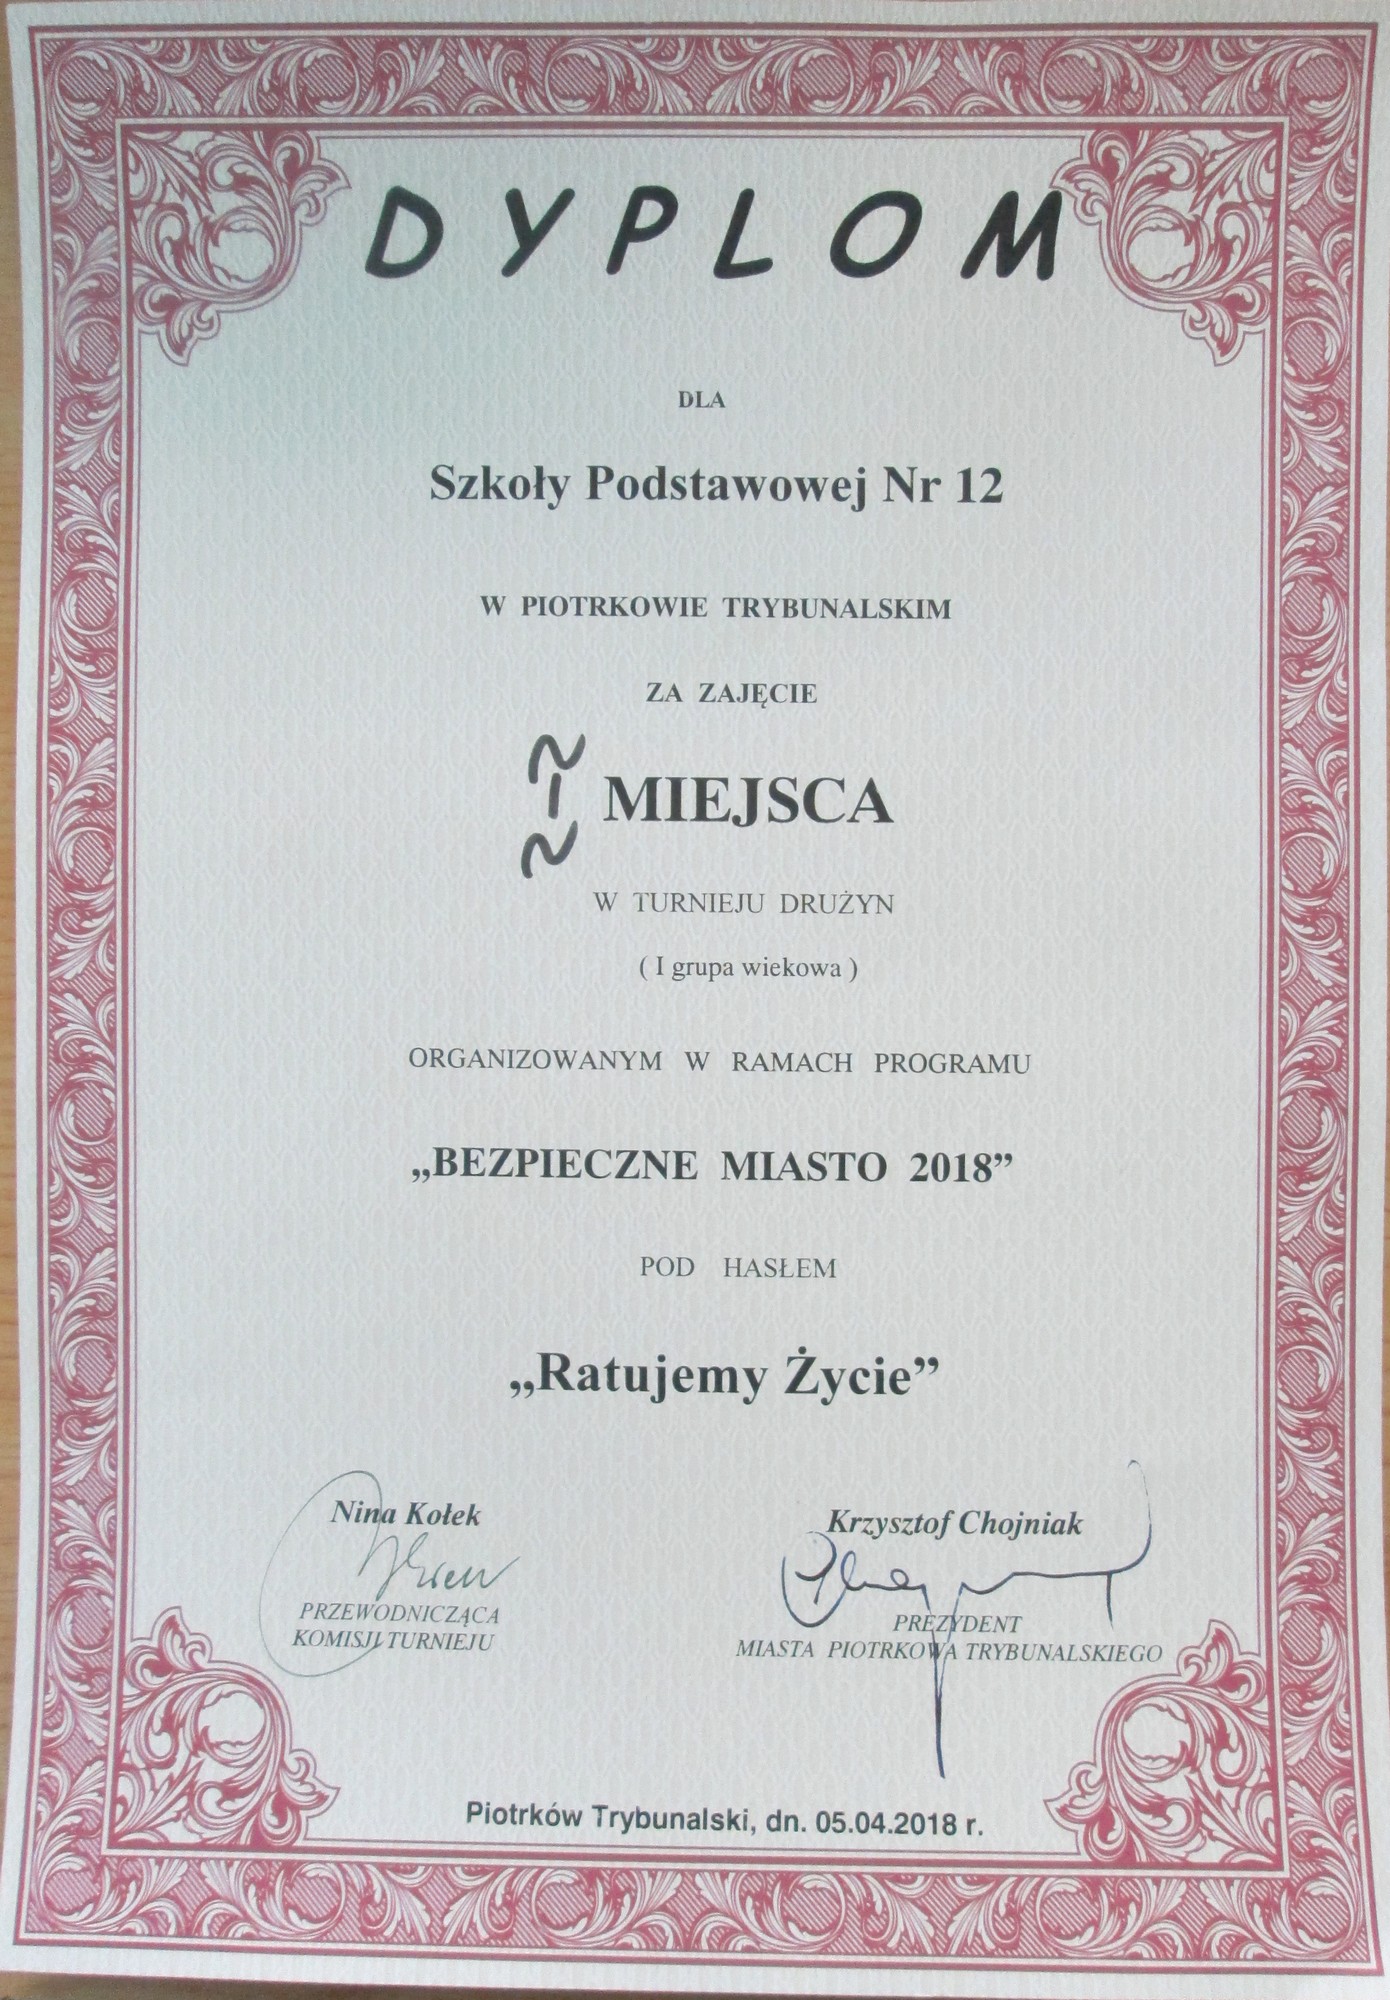 DYPLOM
DLA
Szkoły Podstawowej Nr 12
W PIOTRKOWIE TRYBUNALSKIM
ZA ZAJĘCIE
I MIEJSCA
W TURNIEJU DRUŻYN
( I grupa wiekowa )
ORGANIZOWANYM W RAMACH PROGRAMU
„BEZPIECZNE MIASTO 2018”
POD HASŁEM
„Ratujemy Życie”
Nina Kołek
PRZEWODNICZĄCA
KOMISJI TURNIEJU
Krzysztof Chojniak
PREZYDENT
MIASTA PIOTRKOWA TRYBUNALSKIEGO
Piotrków Trybunalski, dn. 05.04.2018 r.